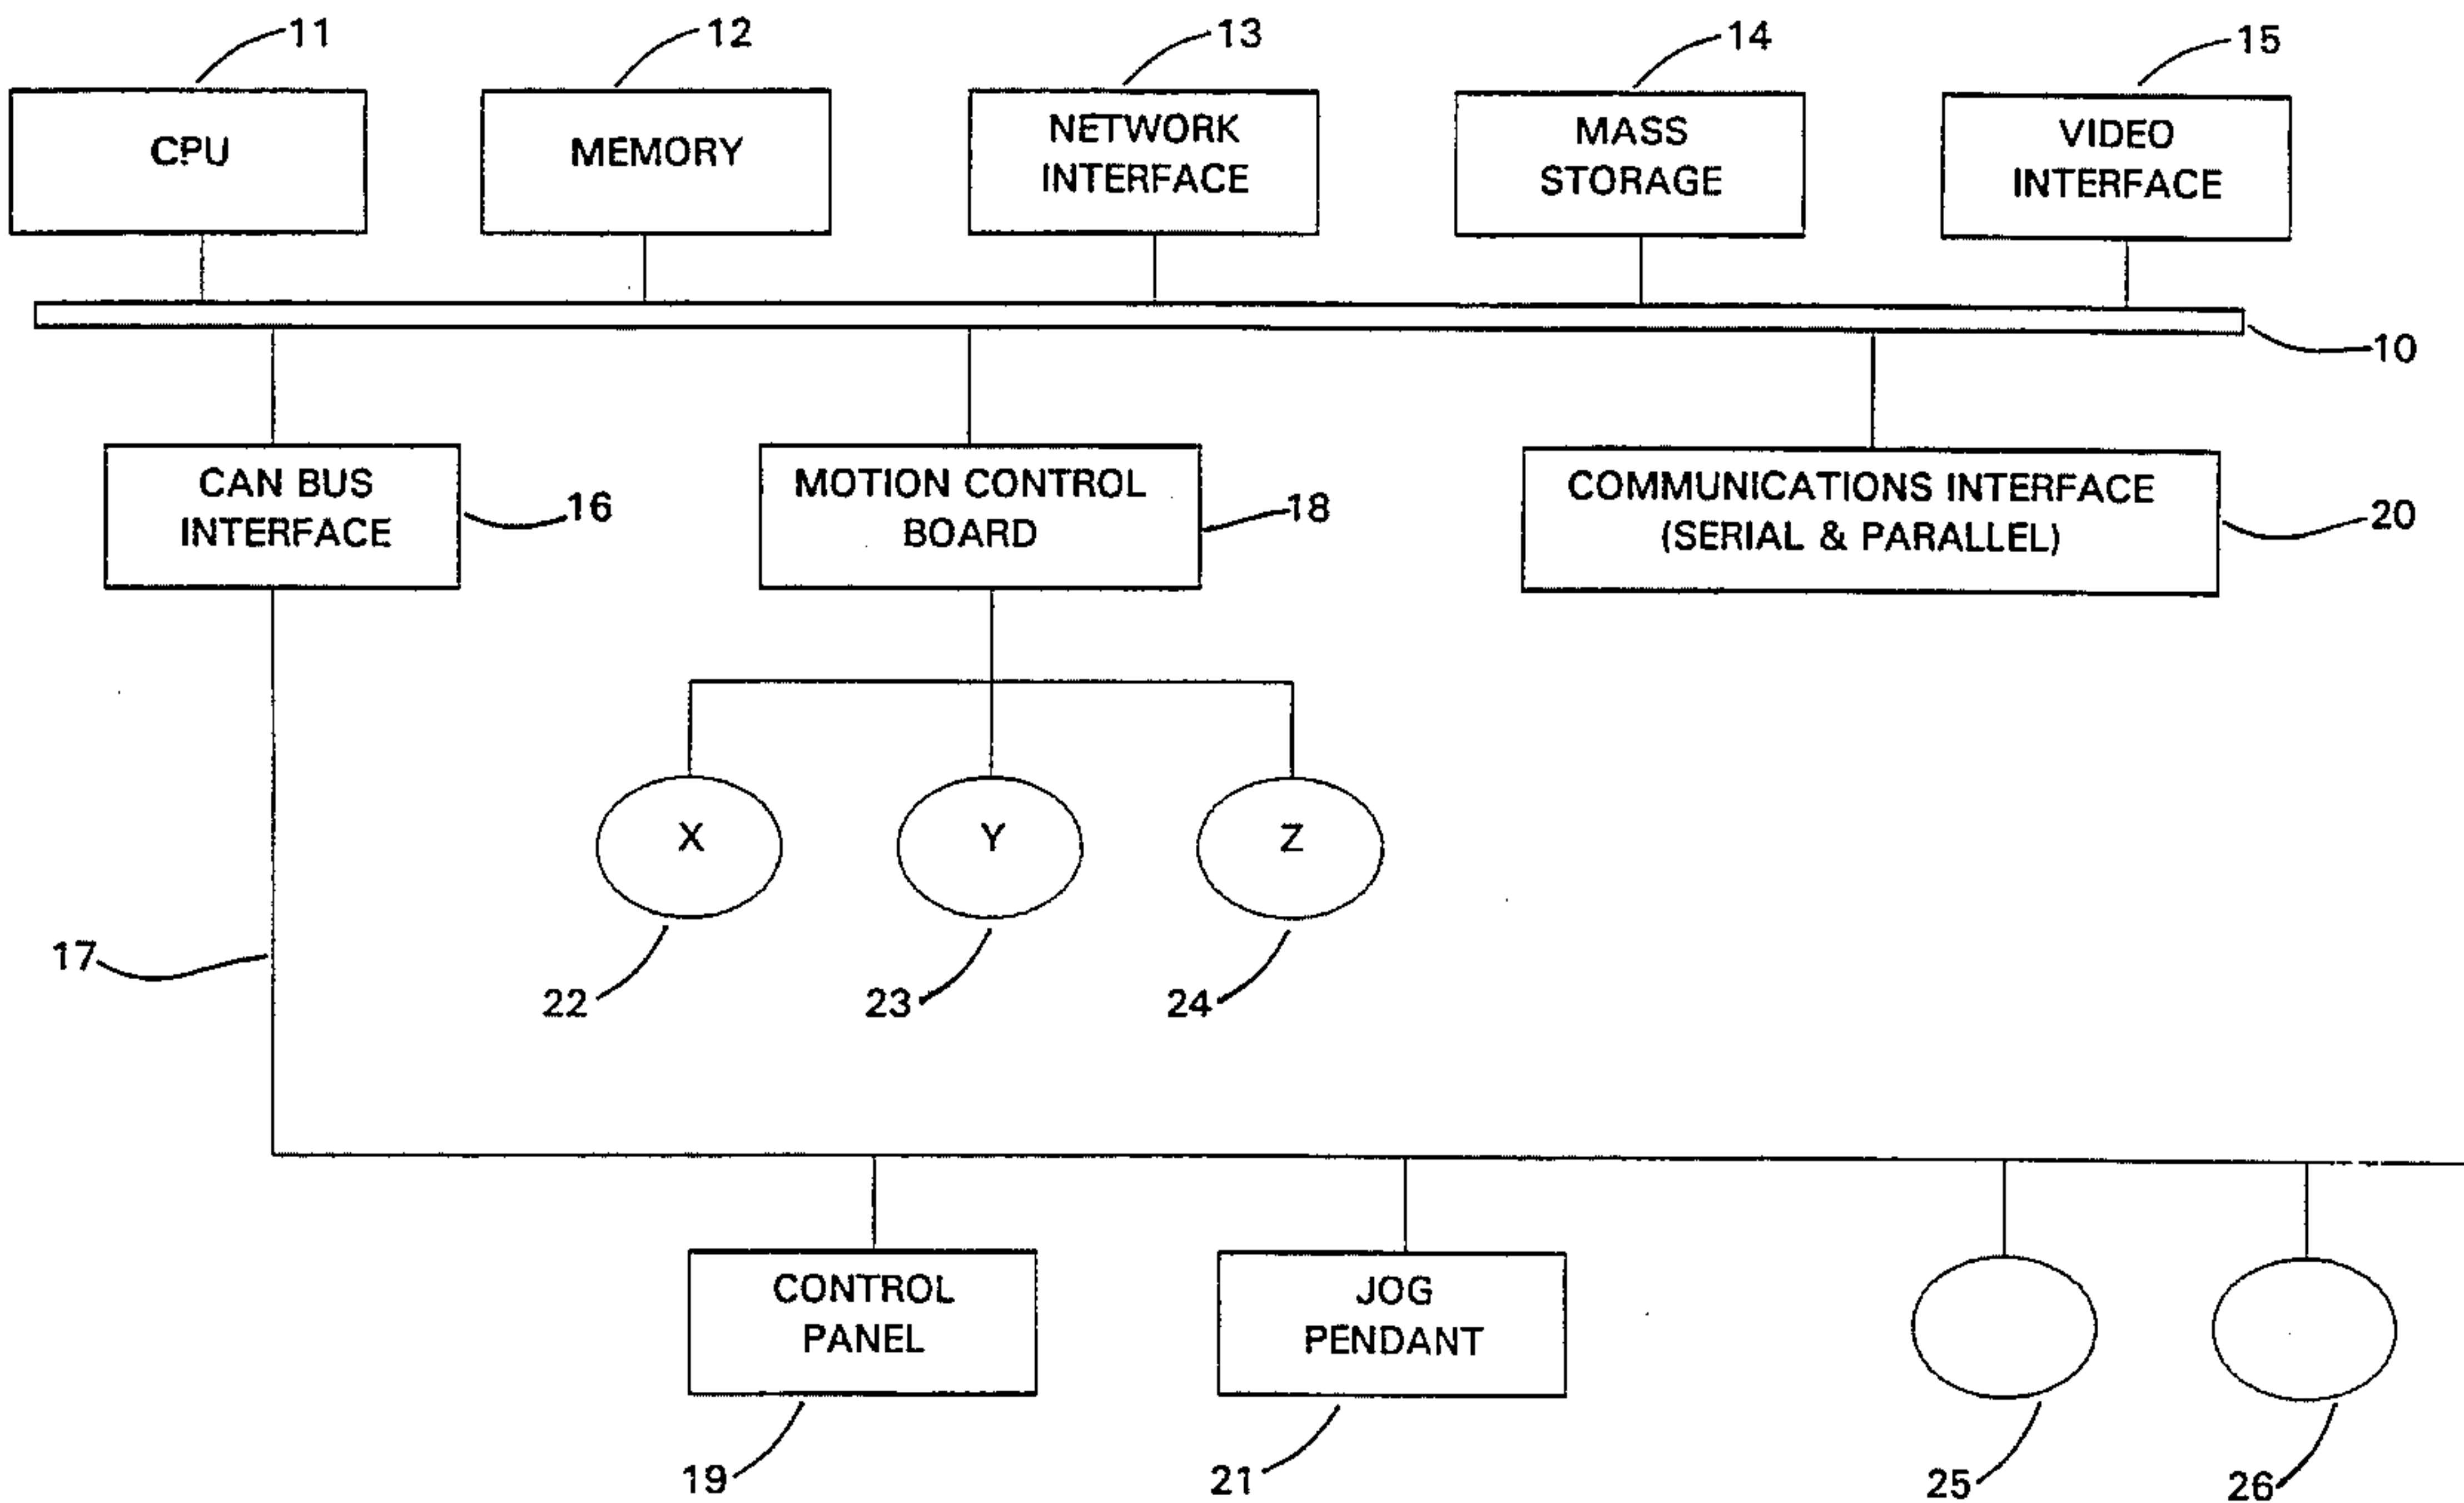 11
12
13
14
15
CPU
MEMORY
NETWORK
INTERFACE
MASS
STORAGE
VIDEO
INTERFACE
10
CAN BUS
INTERFACE
16
MOTION CONTROL
BOARD
18
COMMUNICATIONS INTERFACE
(SERIAL & PARALLEL)
20
X
Y
Z
17
22
23
24
CONTROL
PANEL
JOG
PENDANT
19
21
25
26